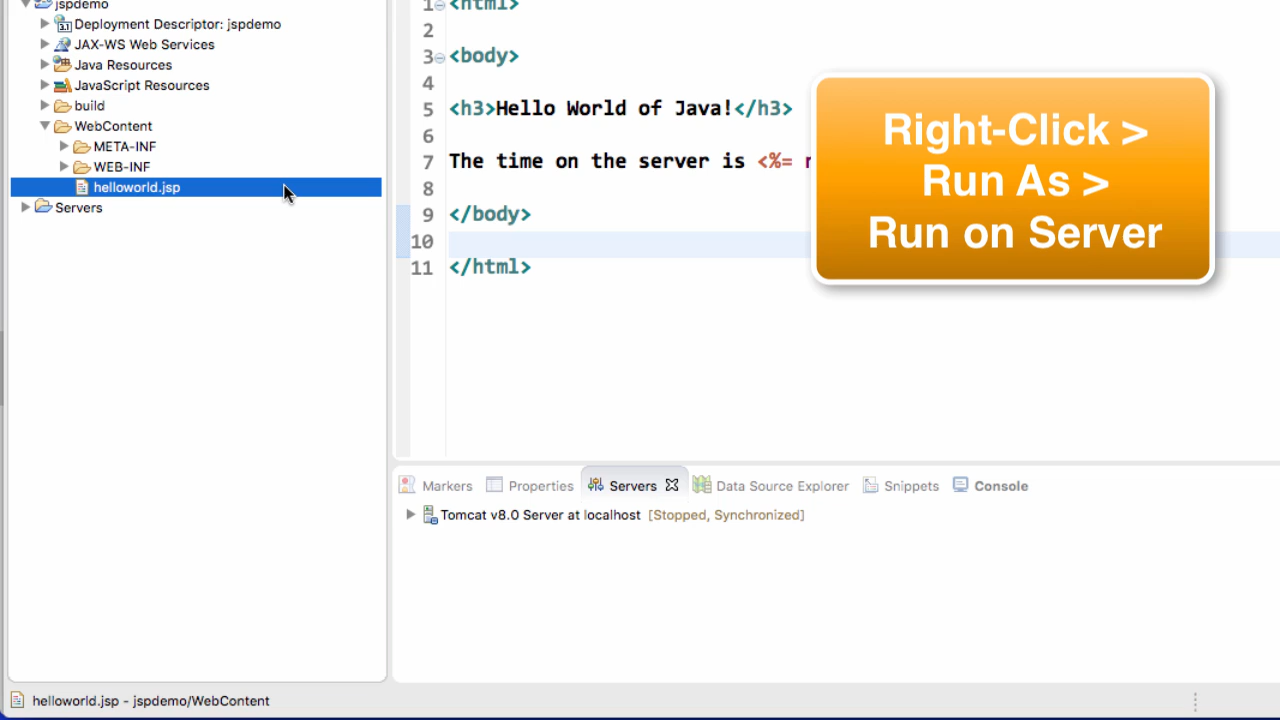 jspdemo
Deployment Descriptor: jspdemo
JAX-WS Web Services
Java Resources
JavaScript Resources
build
WebContent
META-INF
WEB-INF
helloworld.jsp
Servers
1 <html>
2
3 <body>
4
5 <h3>Hello World of Java!</h3>
6
7 The time on the server is <%=
8
9 </body>
10
11 </html>
Right-Click >
Run As >
Run on Server
Markers Properties Servers Data Source Explorer Snippets Console
Tomcat v8.0 Server at localhost [Stopped, Synchronized]
helloworld.jsp - jspdemo/WebContent